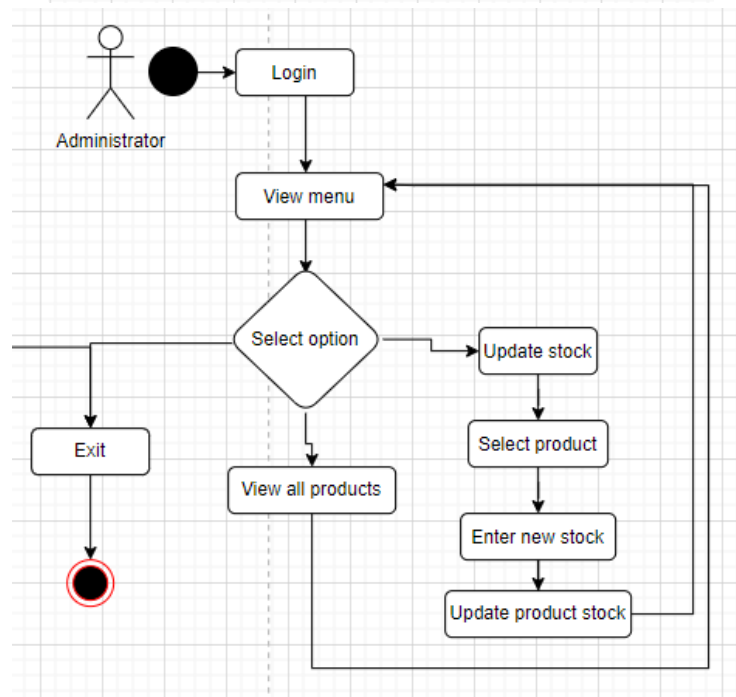 Login
Administrator
View menu
Select option
Update stock
Select product
Exit
View all products
Enter new stock
Update product stock